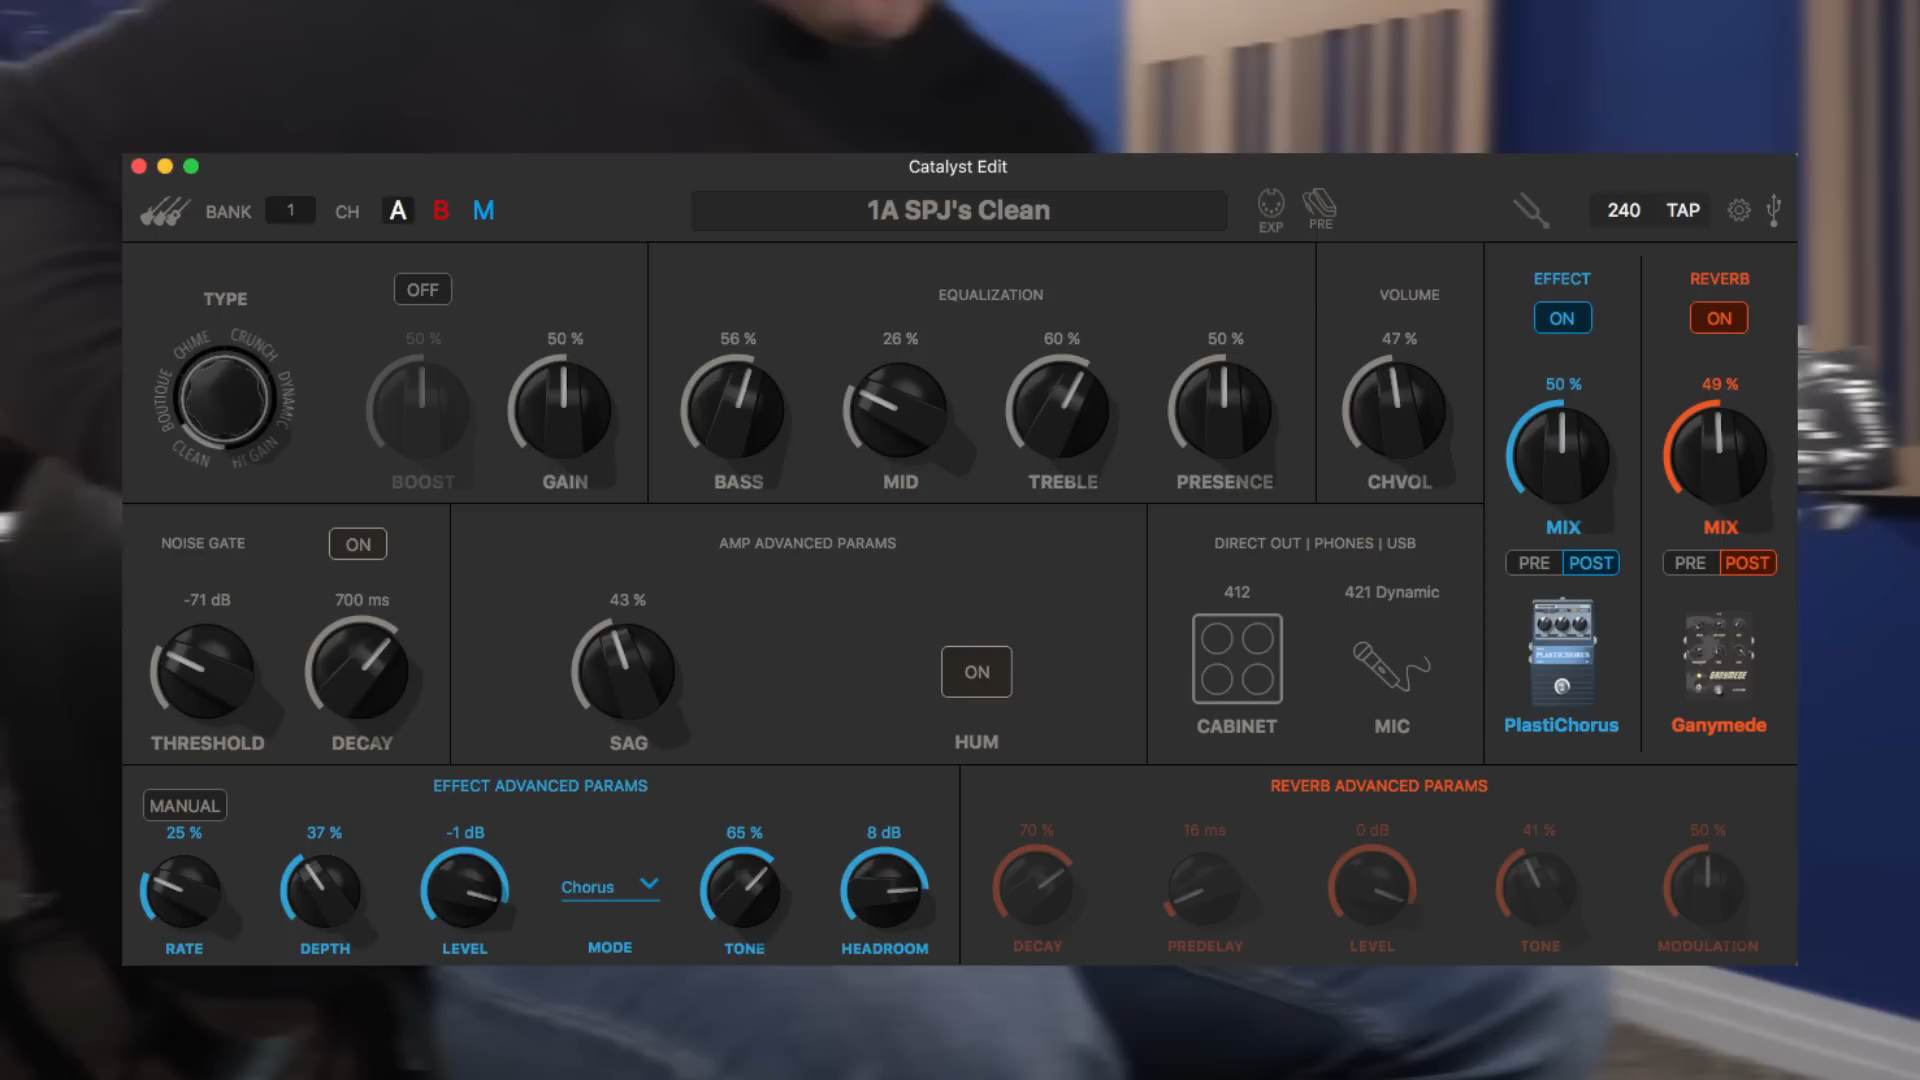 Catalyst Edit
BANK 1 CH A B M
1A SPJ's Clean
EXP PRE
240 TAP
TYPE
BOUTIQUE CHIME CRUNCH DYNAMIC HI GAIN CLEAN
OFF
50 % 50 %
BOOST GAIN
EQUALIZATION
56 % 26 % 60 % 50 %
BASS MID TREBLE PRESENCE
VOLUME
47 %
CHVOL
EFFECT
ON
50 %
MIX
PRE POST
PLASTICHORUS
PlastiChorus
REVERB
ON
49 %
MIX
PRE POST
GANYMEDE
Ganymede
NOISE GATE ON
-71 dB 700 ms
THRESHOLD DECAY
AMP ADVANCED PARAMS
43 %
ON
SAG HUM
DIRECT OUT | PHONES | USB
412 421 Dynamic
CABINET MIC
EFFECT ADVANCED PARAMS
MANUAL
25 % 37 % -1 dB 65 % 8 dB
Chorus
RATE DEPTH LEVEL MODE TONE HEADROOM
REVERB ADVANCED PARAMS
70 % 16 ms 0 dB 41 % 50 %
DECAY PREDELAY LEVEL TONE MODULATION